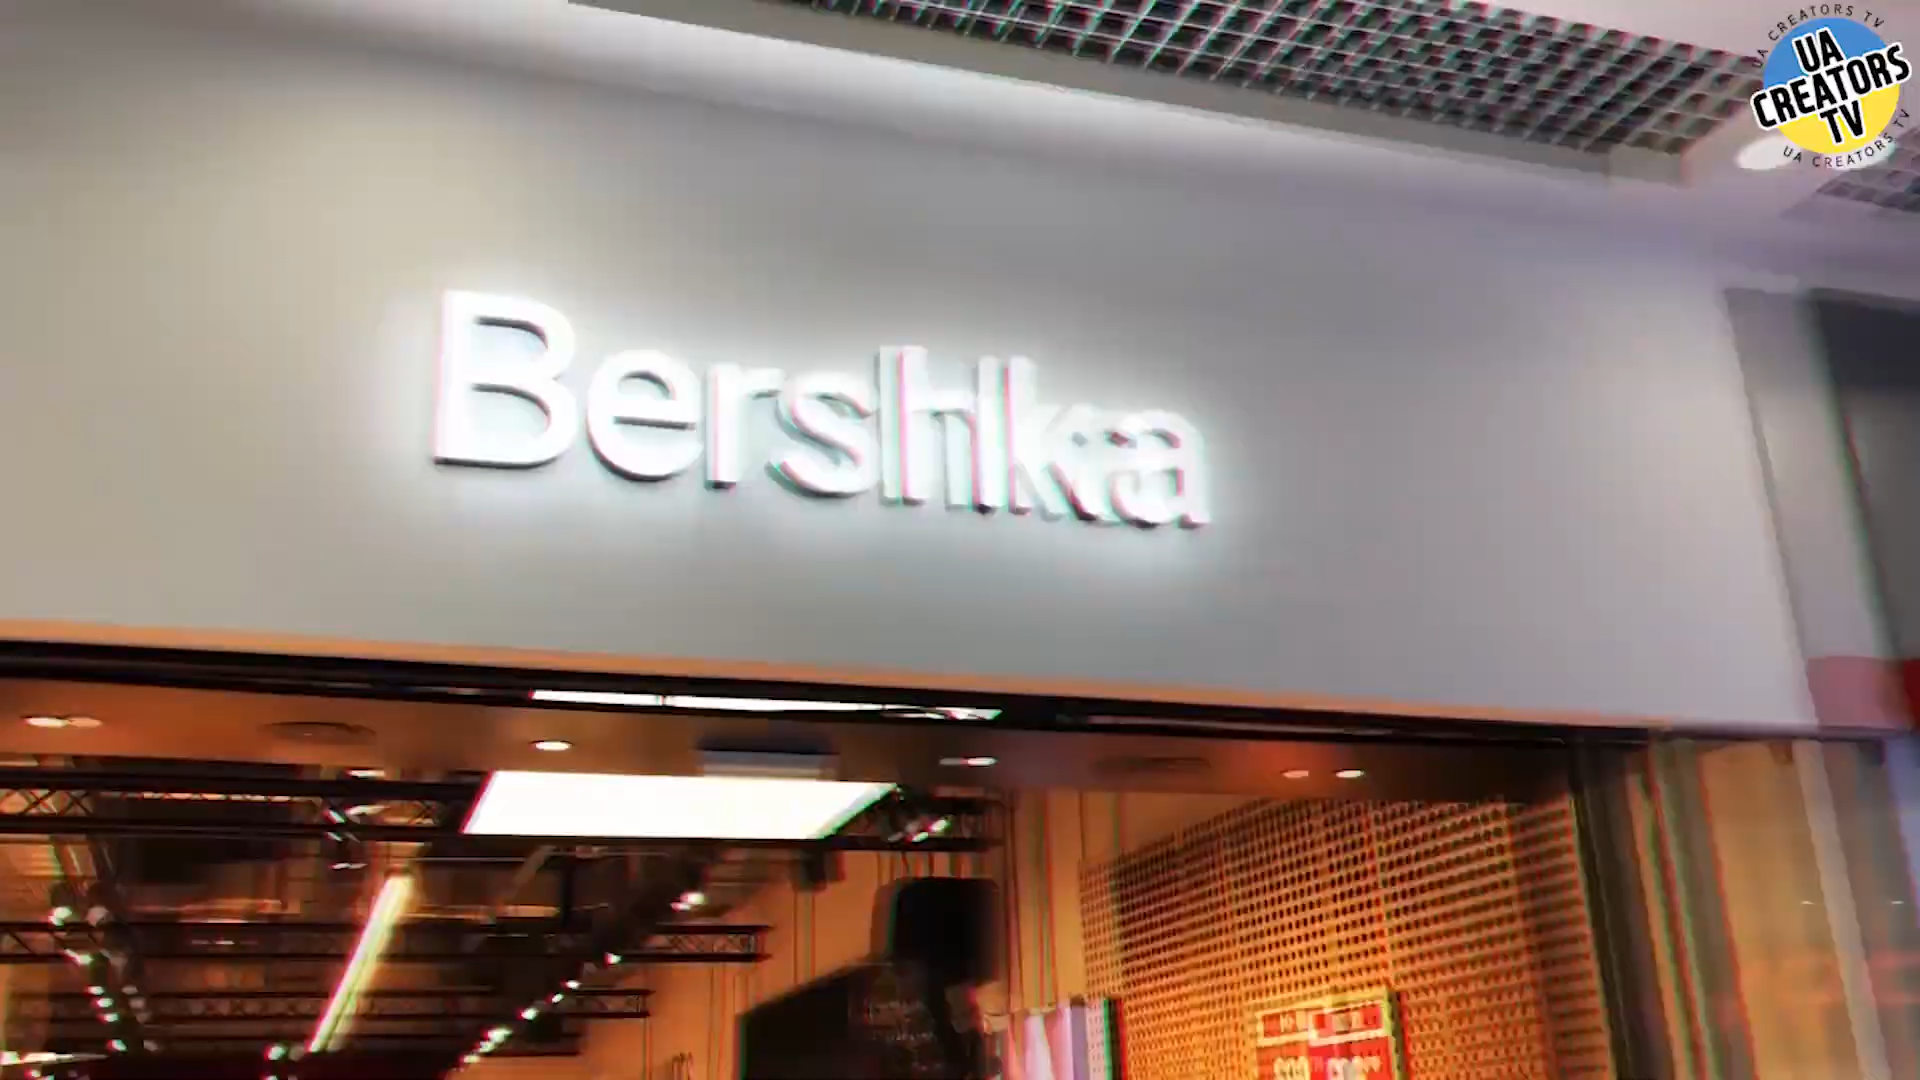 UA CREATORS TV
UA
CREATORS
TV
UA CREATORS TV
Bershka